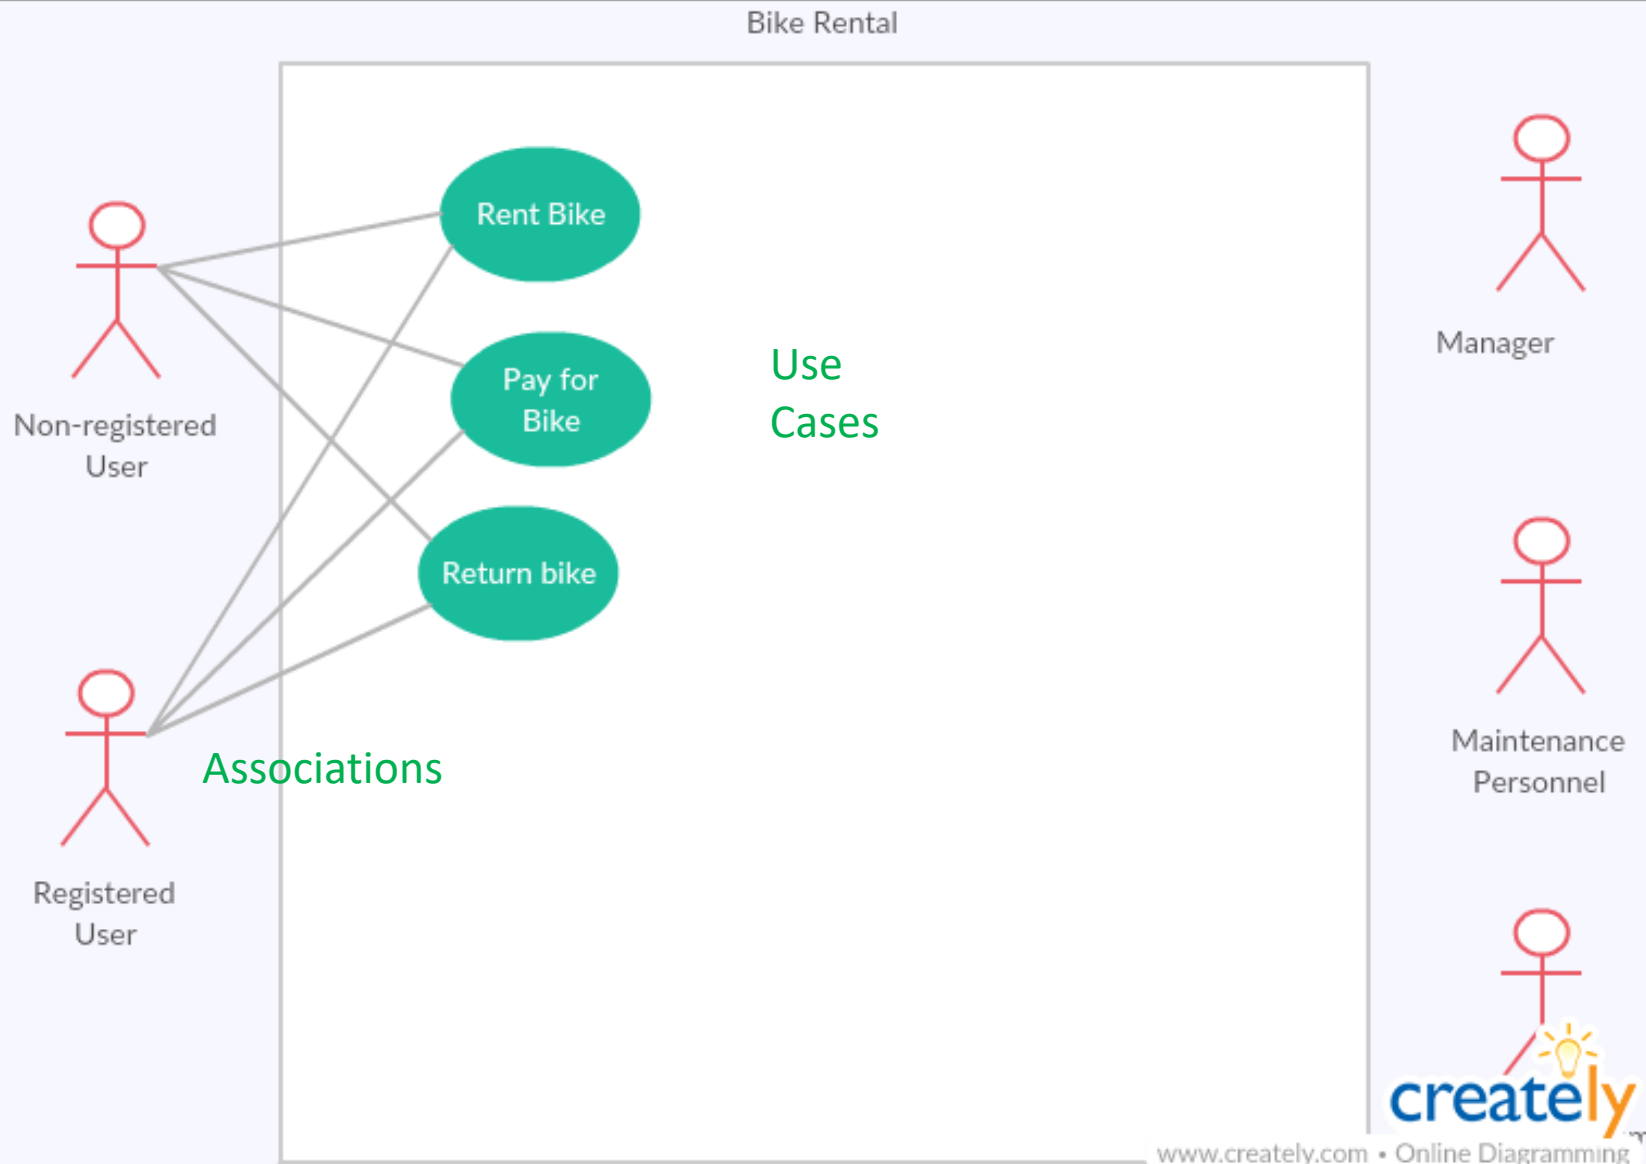 Bike Rental
Rent Bike
Pay for
Bike
Return bike
Use
Cases
Associations
Non-registered
User
Registered
User
Manager
Maintenance
Personnel
creately
www.creately.com • Online Diagramming